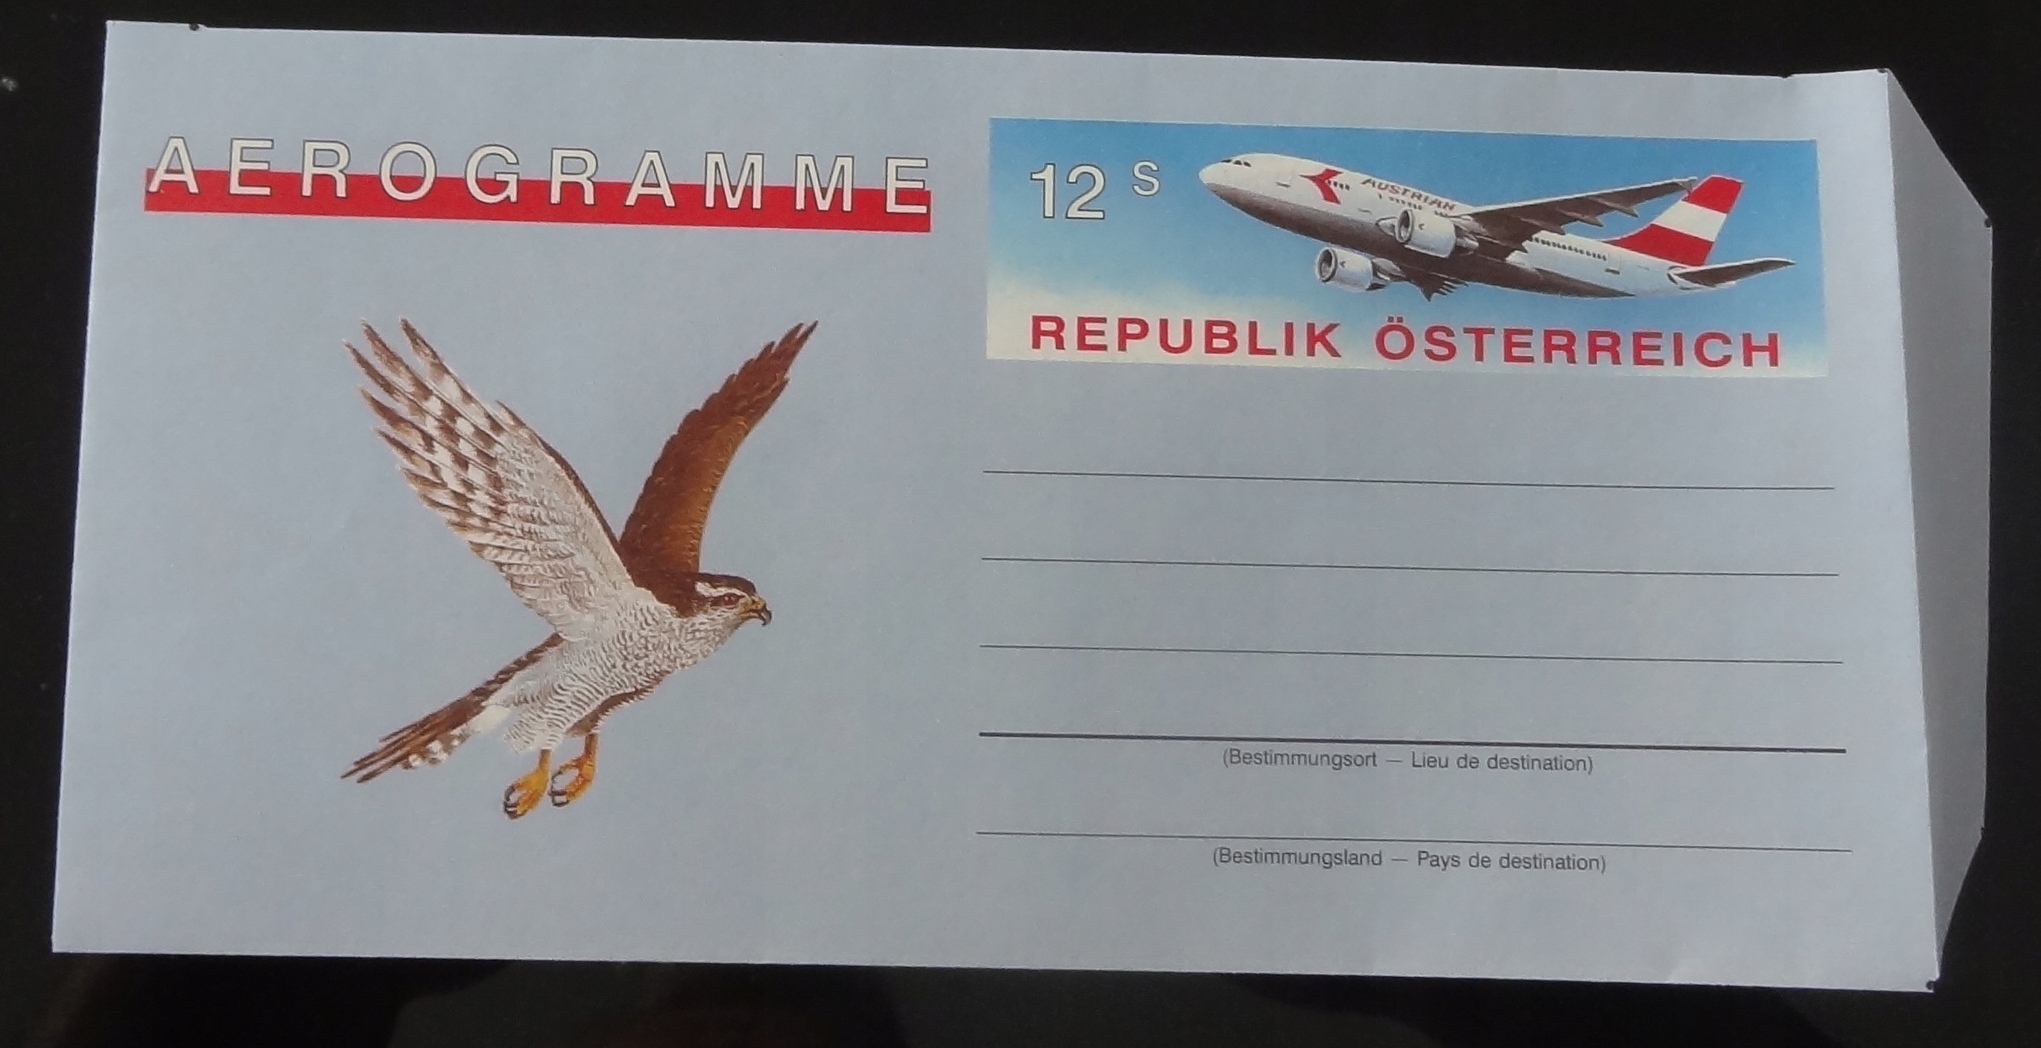 AEROGRAMME
12 S
AUSTRIAN
REPUBLIK ÖSTERREICH
(Bestimmungsort — Lieu de destination)
(Bestimmungsland — Pays de destination)